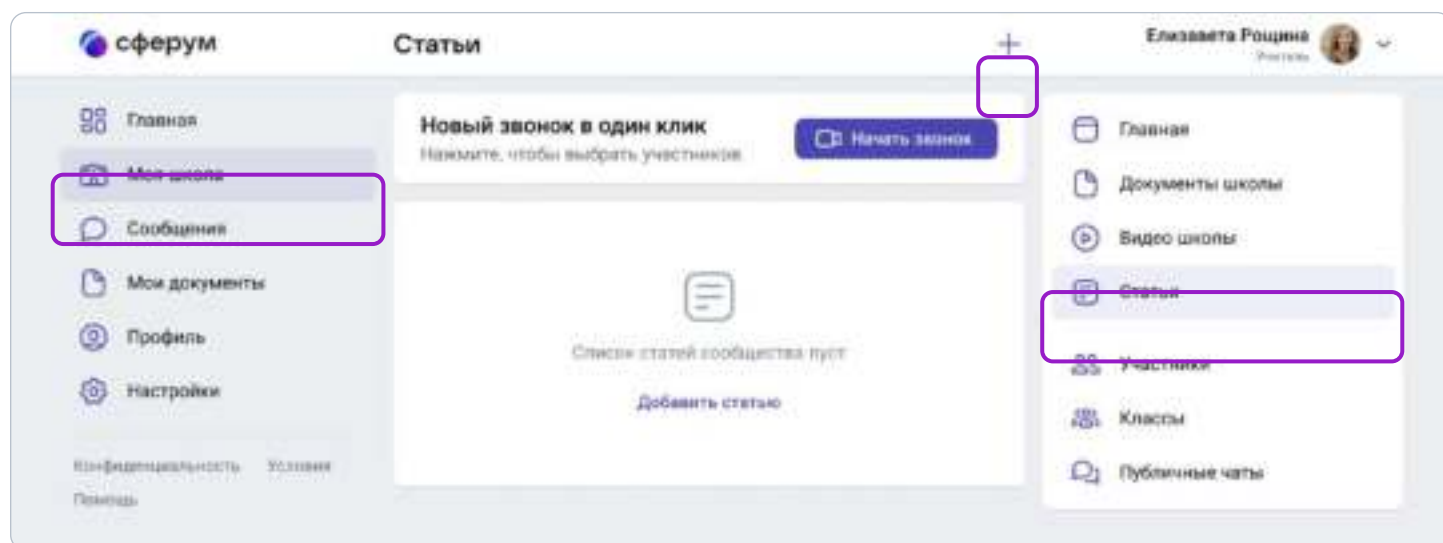 сферум
Статьи
Елизавета Рощина
Учитель
Главная
Моя школа
Сообщения
Мои документы
Профиль
Настройки
Конфиденциальность Условия
Помощь
Новый звонок в один клик
Нажмите, чтобы выбрать участников
Начать звонок
Список статей сообщества пуст
Добавить статью
Главная
Документы школы
Видео школы
Статьи
Участники
Классы
Публичные чаты